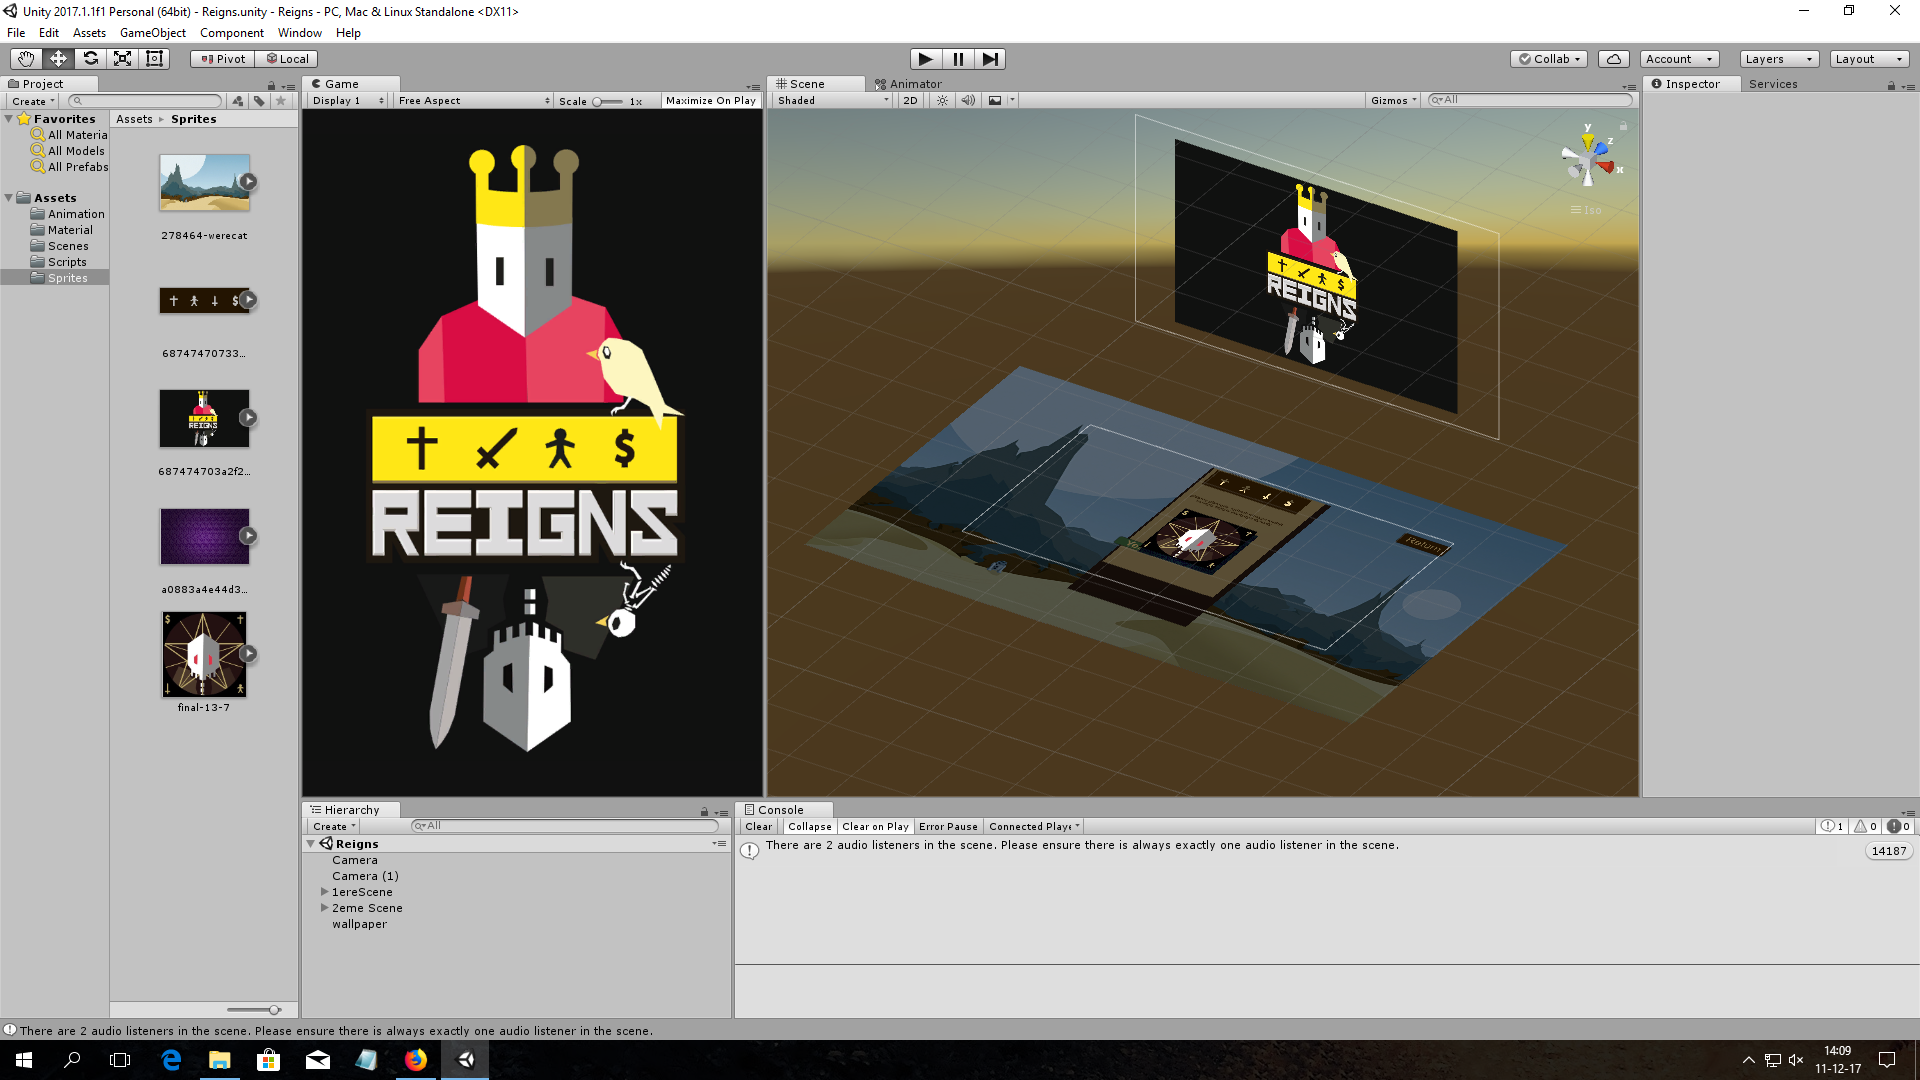 Unity 2017.1.1f1 Personal (64bit) - Reigns.unity - Reigns - PC, Mac & Linux Standalone <DX11>
File Edit Assets GameObject Component Window Help
Pivot Local Collab Account Layers Layout
Project Game Scene Animator Inspector Services
Create Display 1 Free Aspect Scale 1x Maximize On Play Shaded 2D Gizmos All
Favorites
All Materia
All Models
All Prefabs
Assets
Animation
Material
Scenes
Scripts
Sprites
Assets Sprites
278464-werecat
68747470733...
687474703a2f2...
a0883a4e44d3...
final-13-7
REIGNS
y
z
x
Iso
REIGNS
Return
Hierarchy
Create All
Reigns
Camera
Camera (1)
1ereScene
2eme Scene
wallpaper
Console
Clear Collapse Clear on Play Error Pause Connected Playe 1 0 0
There are 2 audio listeners in the scene. Please ensure there is always exactly one audio listener in the scene. 14187
There are 2 audio listeners in the scene. Please ensure there is always exactly one audio listener in the scene.
14:09
11-12-17